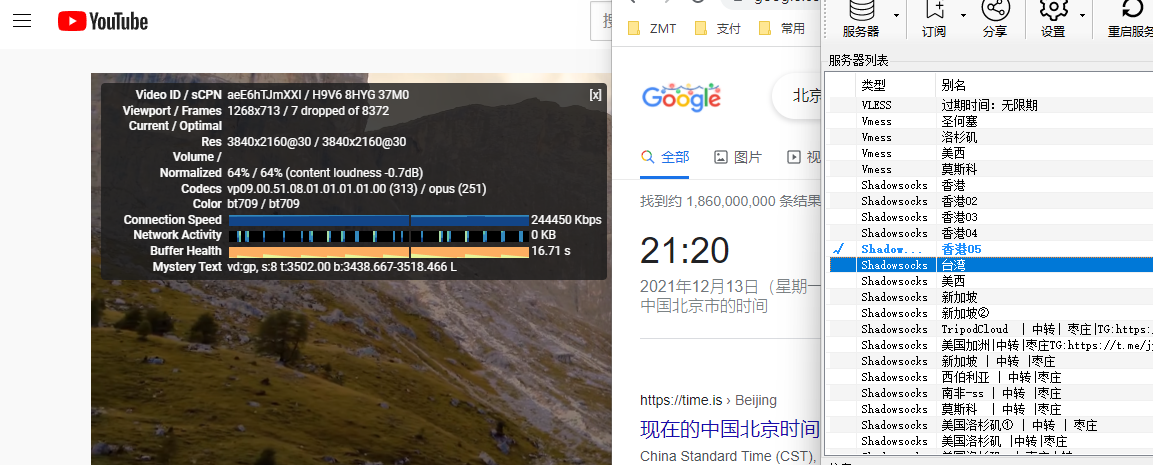 YouTube
搜
Video ID / sCPN aeE6hTJmXXI / H9V6 8HYG 37M0
[x]
Viewport / Frames 1268x713 / 7 dropped of 8372
Current / Optimal
Res 3840x2160@30 / 3840x2160@30
Volume /
Normalized 64% / 64% (content loudness -0.7dB)
Codecs vp09.00.51.08.01.01.01.01.00 (313) / opus (251)
Color bt709 / bt709
Connection Speed 244450 Kbps
Network Activity 0 KB
Buffer Health 16.71 s
Mystery Text vd:gp, s:8 t:3502.00 b:3438.667-3518.466 L
ZMT 支付 常用
Google
北京
全部 图片 视
找到约 1,860,000,000 条结果
21:20
2021年12月13日（星期一
中国北京市的时间
https://time.is › Beijing
现在的中国北京时间
China Standard Time (CST),
服务器 订阅 分享 设置 重启服务
服务器列表
类型 别名
VLESS 过期时间：无限期
Vmess 圣何塞
Vmess 洛杉矶
Vmess 美西
Vmess 莫斯科
Shadowsocks 香港
Shadowsocks 香港02
Shadowsocks 香港03
Shadowsocks 香港04
Shadow... 香港05
Shadowsocks 台湾
Shadowsocks 美西
Shadowsocks 新加坡
Shadowsocks 新加坡②
Shadowsocks TripodCloud | 中转| 枣庄|TG:https:/
Shadowsocks 美国加洲|中转|枣庄TG:https://t.me/j
Shadowsocks 新加坡 | 中转 |枣庄
Shadowsocks 西伯利亚 | 中转|枣庄
Shadowsocks 南非-ss | 中转 |枣庄
Shadowsocks 莫斯科 | 中转 |枣庄
Shadowsocks 美国洛杉矶① | 中转 | 枣庄
Shadowsocks 美国洛杉矶 |中转|枣庄